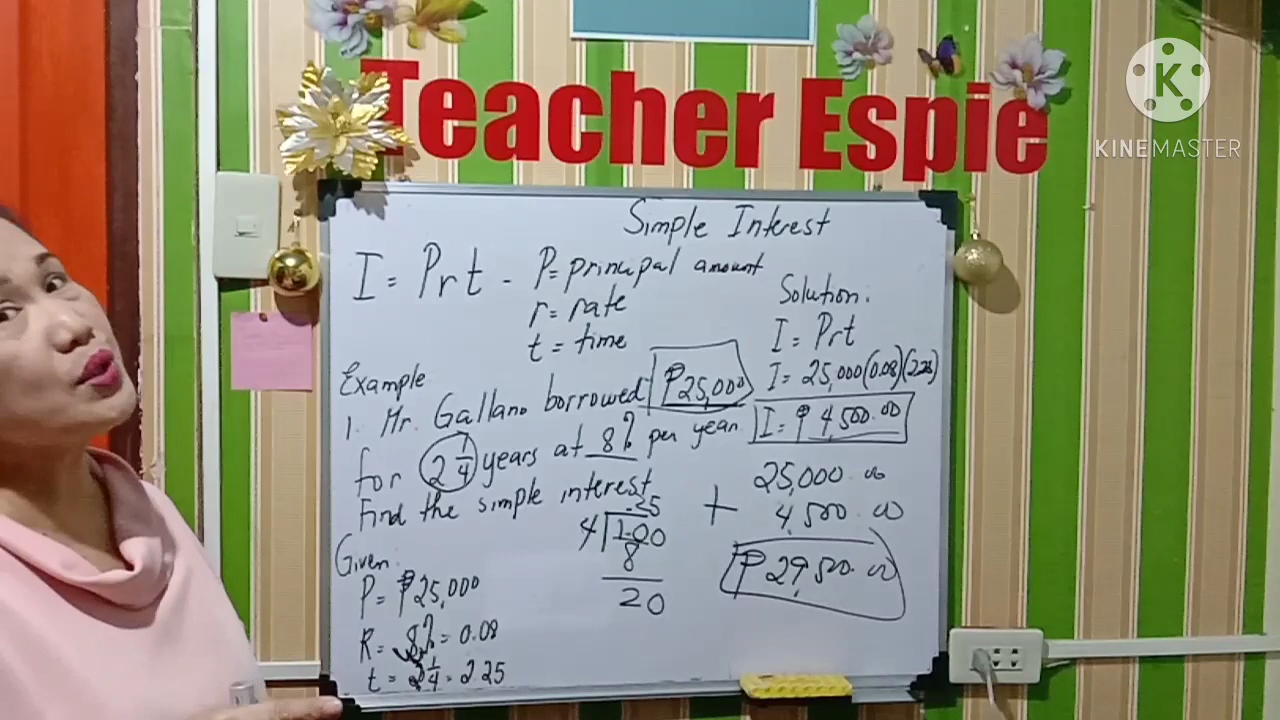 Teacher Espie
K
KINEMASTER
Simple Interest
I = Prt - P = principal amount
r = rate
t = time
Example
1. Mr. Gallano borrowed ₱25,000
for 2 1/4 years at 8% per year.
Find the simple interest
Given:
P = ₱25,000
R = 8% = 0.08
t = 2 1/4 = 2.25
.25
4 1.00
8
20
Solution:
I = Prt
I = 25,000(0.08)(2.25)
I = ₱ 4,500.00
25,000.00
+ 4,500.00
₱ 29,500.00